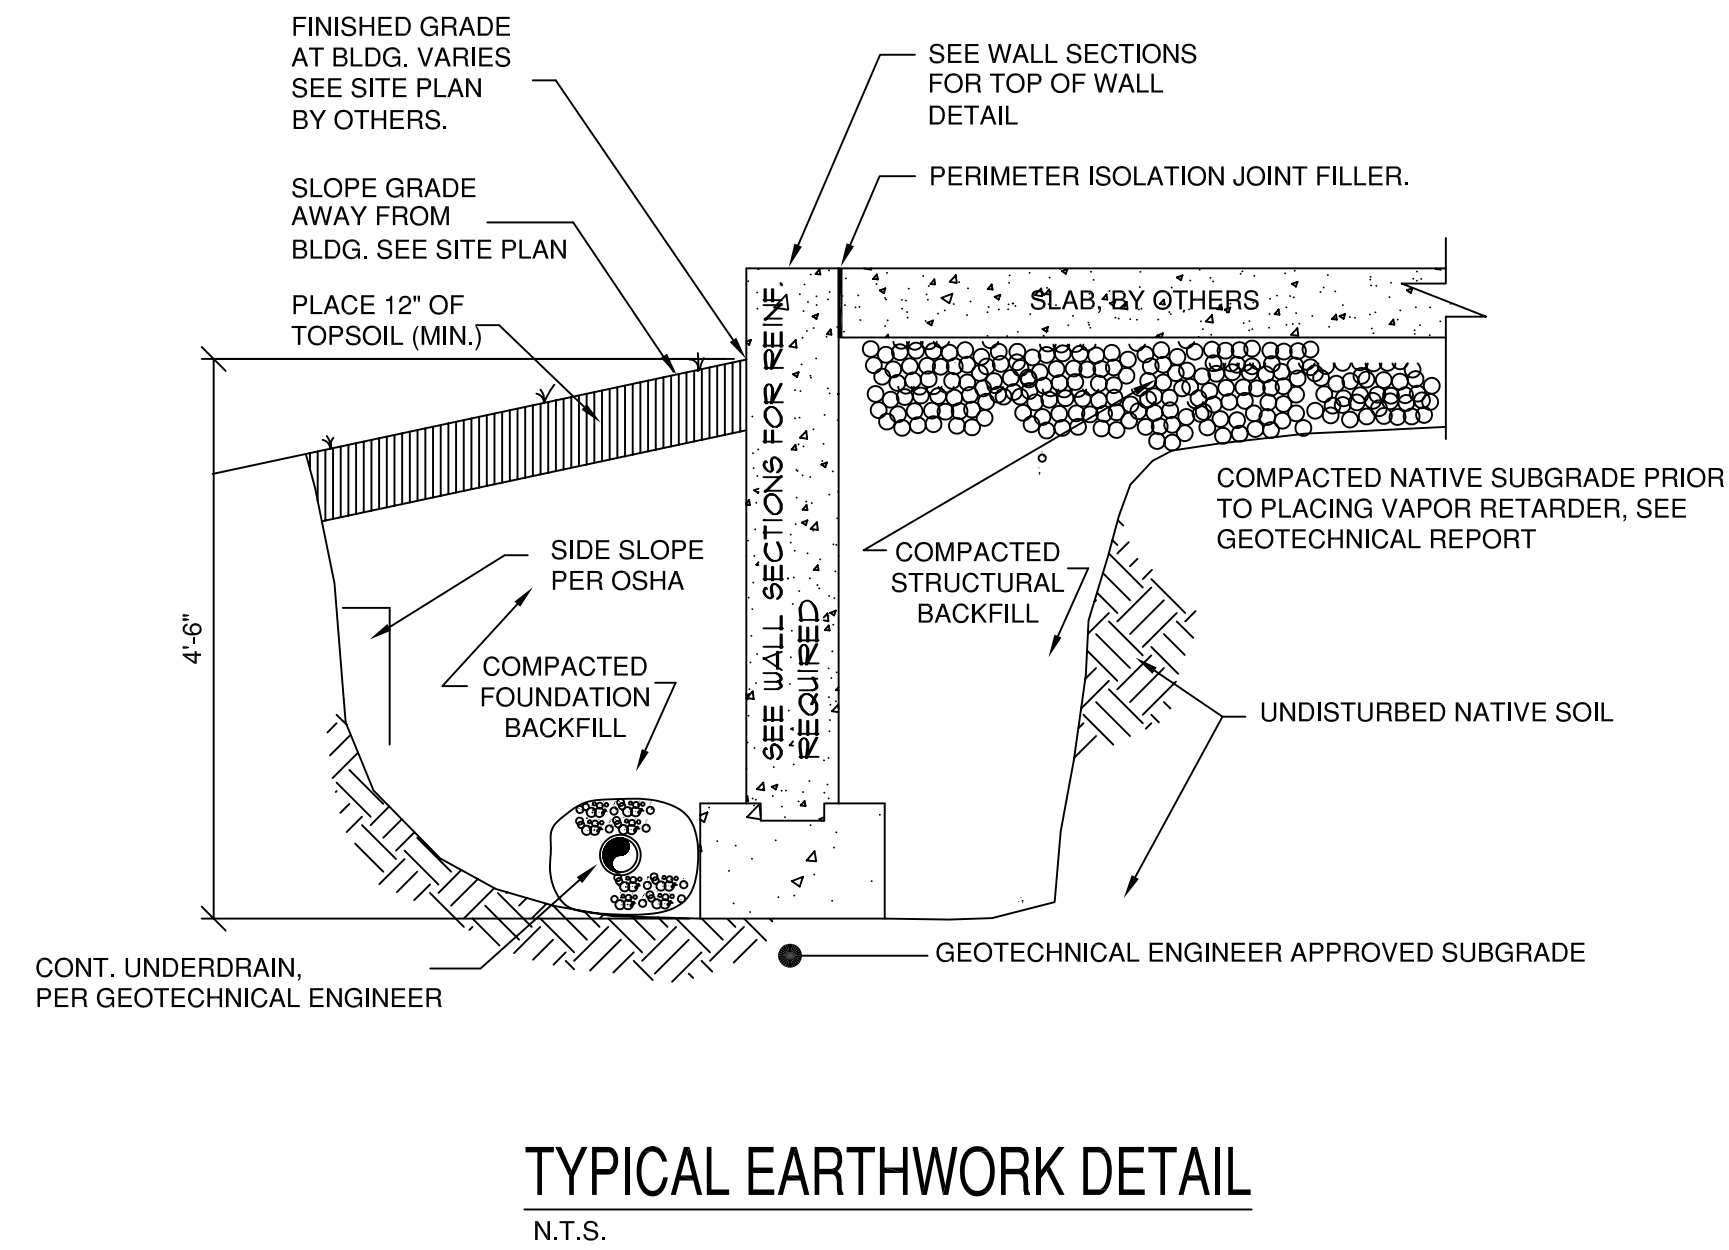 FINISHED GRADE
AT BLDG. VARIES
SEE SITE PLAN
BY OTHERS.
SEE WALL SECTIONS
FOR TOP OF WALL
DETAIL
PERIMETER ISOLATION JOINT FILLER.
SLOPE GRADE
AWAY FROM
BLDG. SEE SITE PLAN
PLACE 12" OF
TOPSOIL (MIN.)
SLAB, BY OTHERS
SEE WALL SECTIONS FOR REINF.
REQUIRED
COMPACTED NATIVE SUBGRADE PRIOR
TO PLACING VAPOR RETARDER, SEE
GEOTECHNICAL REPORT
SIDE SLOPE
PER OSHA
COMPACTED
STRUCTURAL
BACKFILL
4'-6"
COMPACTED
FOUNDATION
BACKFILL
UNDISTURBED NATIVE SOIL
GEOTECHNICAL ENGINEER APPROVED SUBGRADE
CONT. UNDERDRAIN,
PER GEOTECHNICAL ENGINEER
TYPICAL EARTHWORK DETAIL
N.T.S.